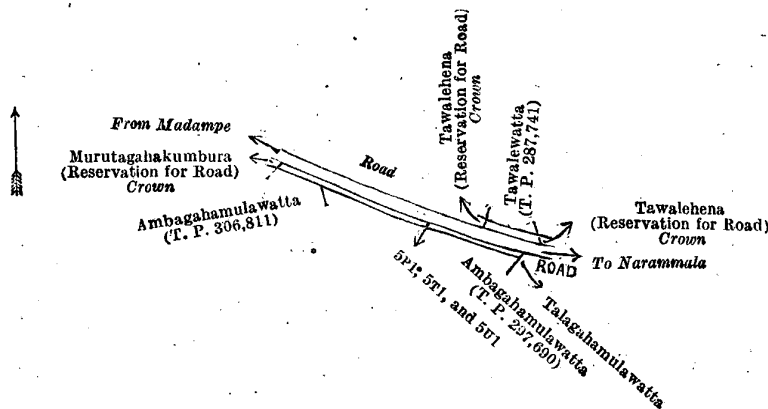 From Madampe
Murutagahakumbura
(Reservation for Road)
Crown
Ambagahamulawatta
(T. P. 306,811)
Road
Tawalehena
(Reservation for Road)
Crown
Tawalewatta
(T. P. 287,741)
Tawalehena
(Reservation for Road)
Crown
ROAD
To Narammala
5P1, 5T1, and 5U1
Ambagahamulawatta
(T. P. 297,690)
Talagahamulawatta